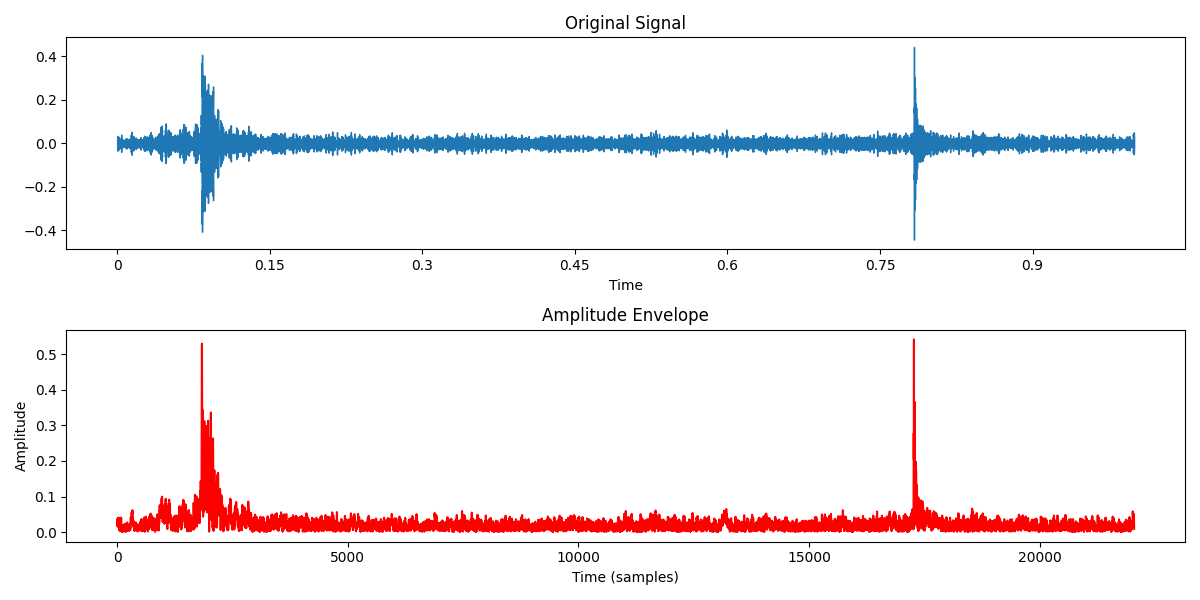 Original Signal
0.4
0.2
0.0
−0.2
−0.4
0 0.15 0.3 0.45 0.6 0.75 0.9
Time
Amplitude Envelope
Amplitude
0.5
0.4
0.3
0.2
0.1
0.0
0 5000 10000 15000 20000
Time (samples)